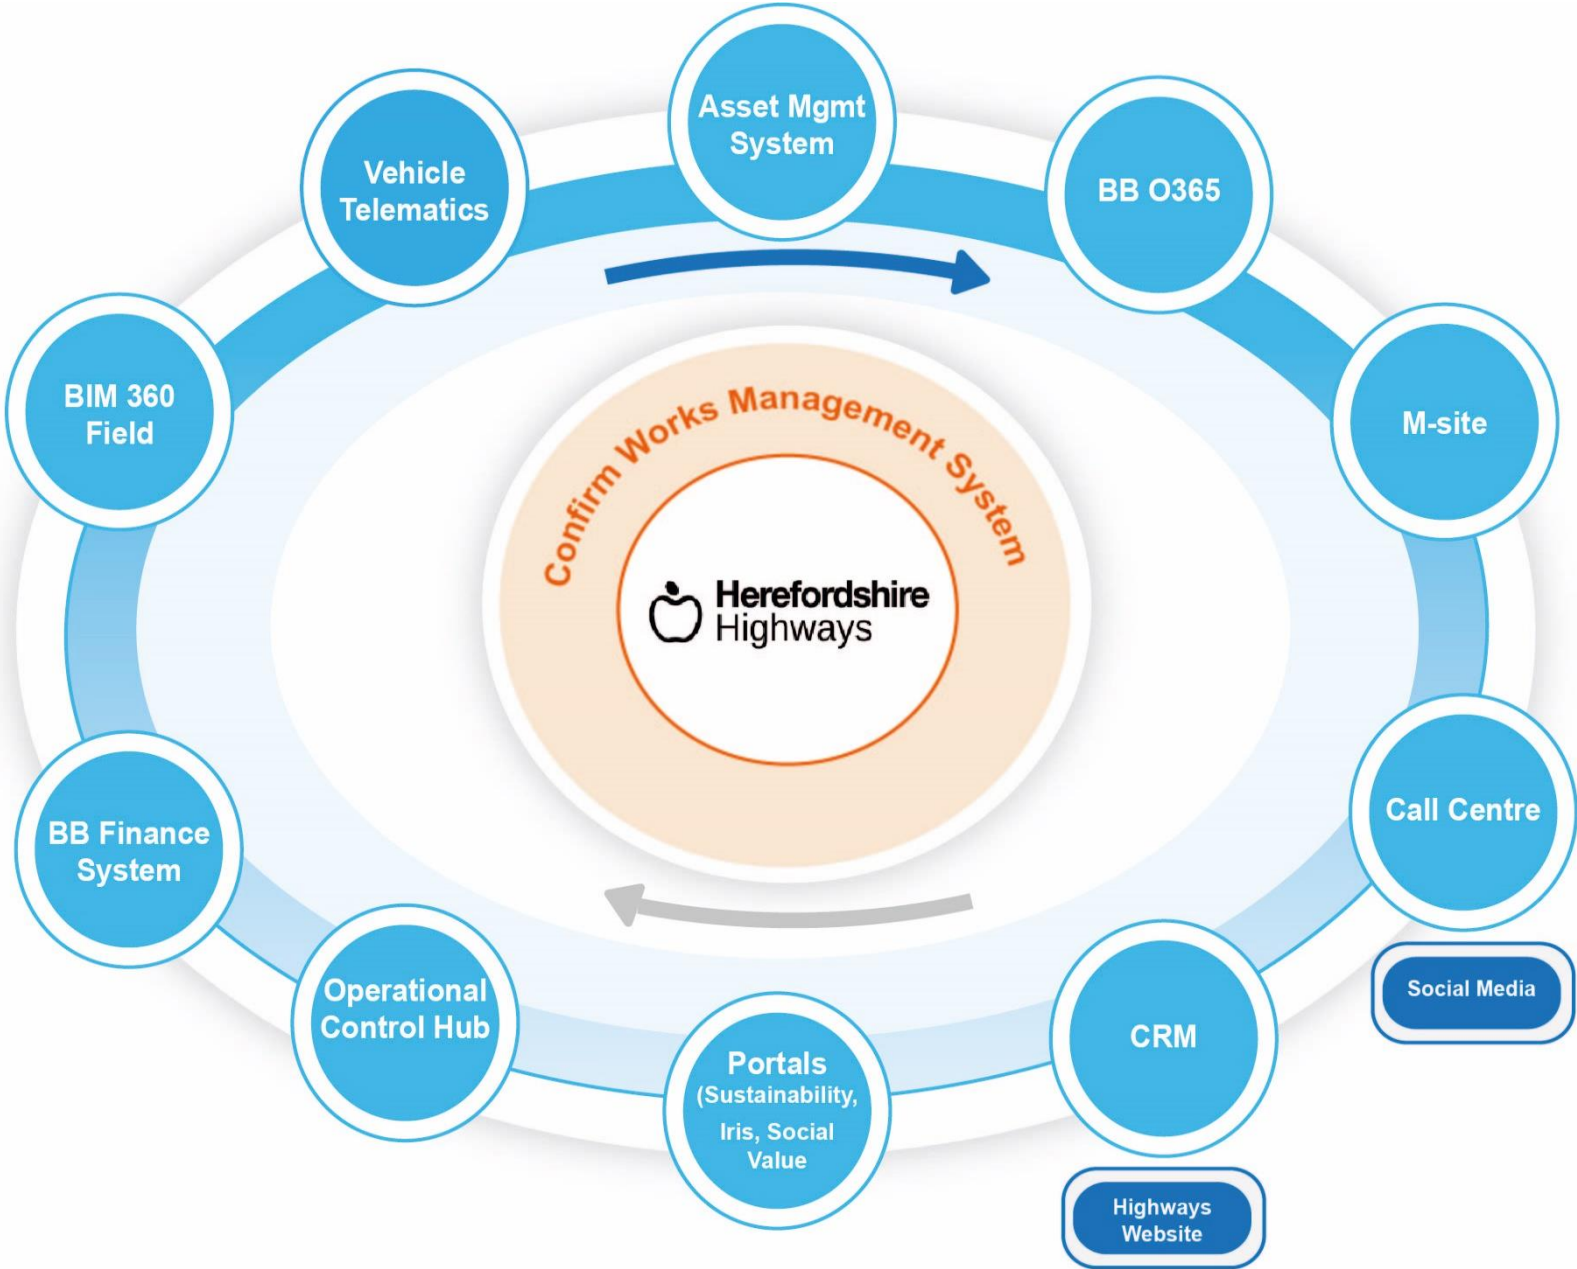 Asset Mgmt
System
Vehicle
Telematics
BB O365
BIM 360
Field
M-site
Confirm Works Management System
Herefordshire
Highways
BB Finance
System
Call Centre
Operational
Control Hub
Social Media
CRM
Portals
(Sustainability,
Iris, Social
Value
Highways
Website